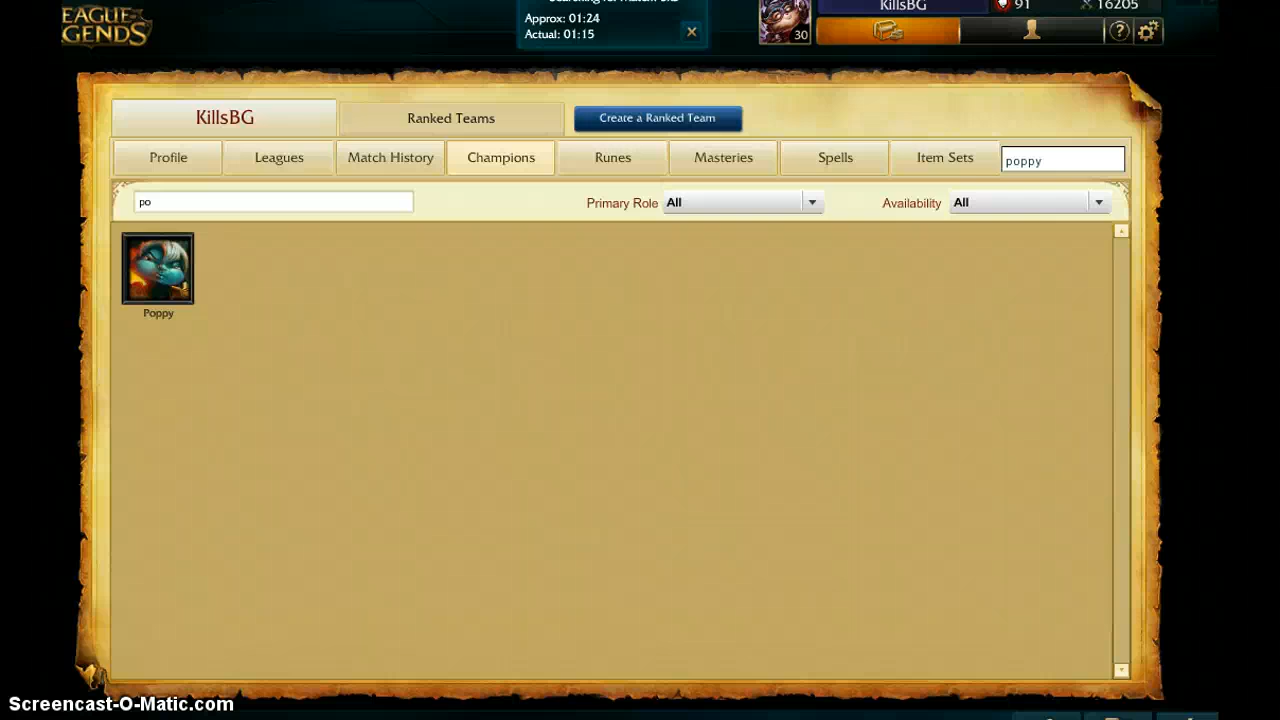 EAGUE OF
GENDS
Approx: 01:24
Actual: 01:15
30
KillsBG
91
16205
?
KillsBG
Ranked Teams
Create a Ranked Team
Profile
Leagues
Match History
Champions
Runes
Masteries
Spells
Item Sets
poppy
po
Primary Role
All
Availability
All
Poppy
Screencast-O-Matic.com